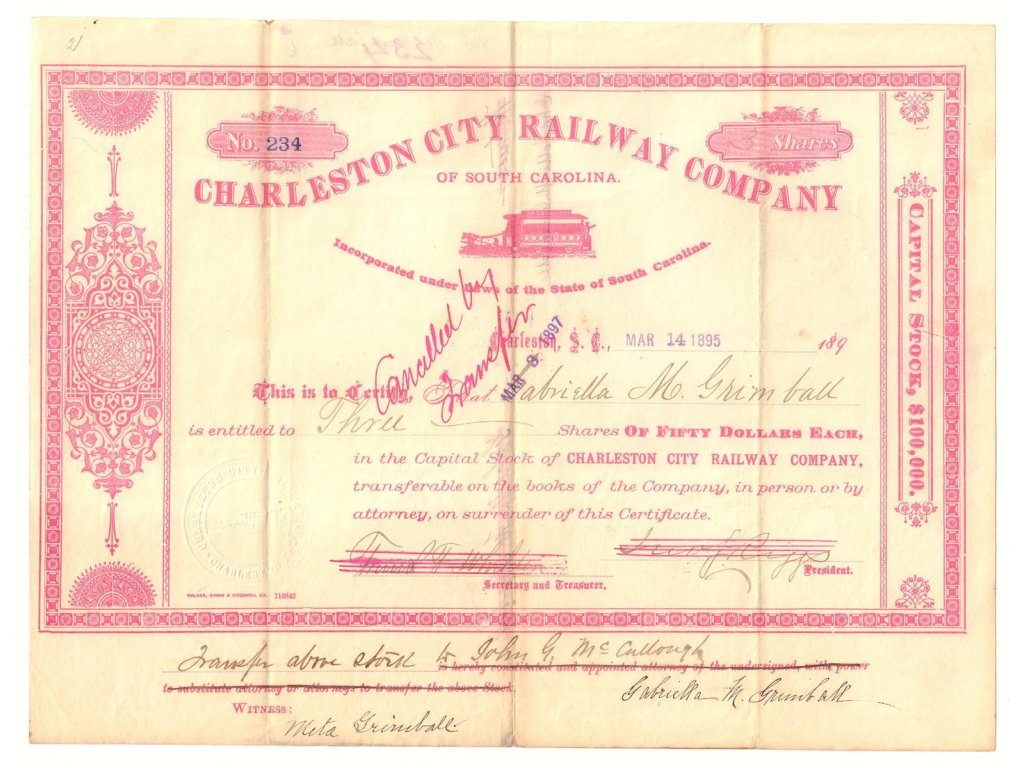 21
No. 234
3 Shares
CHARLESTON CITY RAILWAY COMPANY
OF SOUTH CAROLINA.
Incorporated under laws of the State of South Carolina.
CAPITAL STOCK, $100,000.
Cancelled by
Transfer
MAR 8 1897
Charleston, S. C., MAR 14 1895 189
This is to Certify, that Gabriella M. Grimball
is entitled to Three Shares OF FIFTY DOLLARS EACH,
in the Capital Stock of CHARLESTON CITY RAILWAY COMPANY,
transferable on the books of the Company, in person or by
attorney, on surrender of this Certificate.
Secretary and Treasurer.
Riggs
President.
WALKER, EVANS & COGSWELL CO. 110842
Transfer above stock to John G. McCullough
is hereby constituted and appointed attorney of the undersigned, with power
to substitute attorney or attorneys to transfer the above Stock.
Gabriella M. Grimball
WITNESS:
Meta Grimball